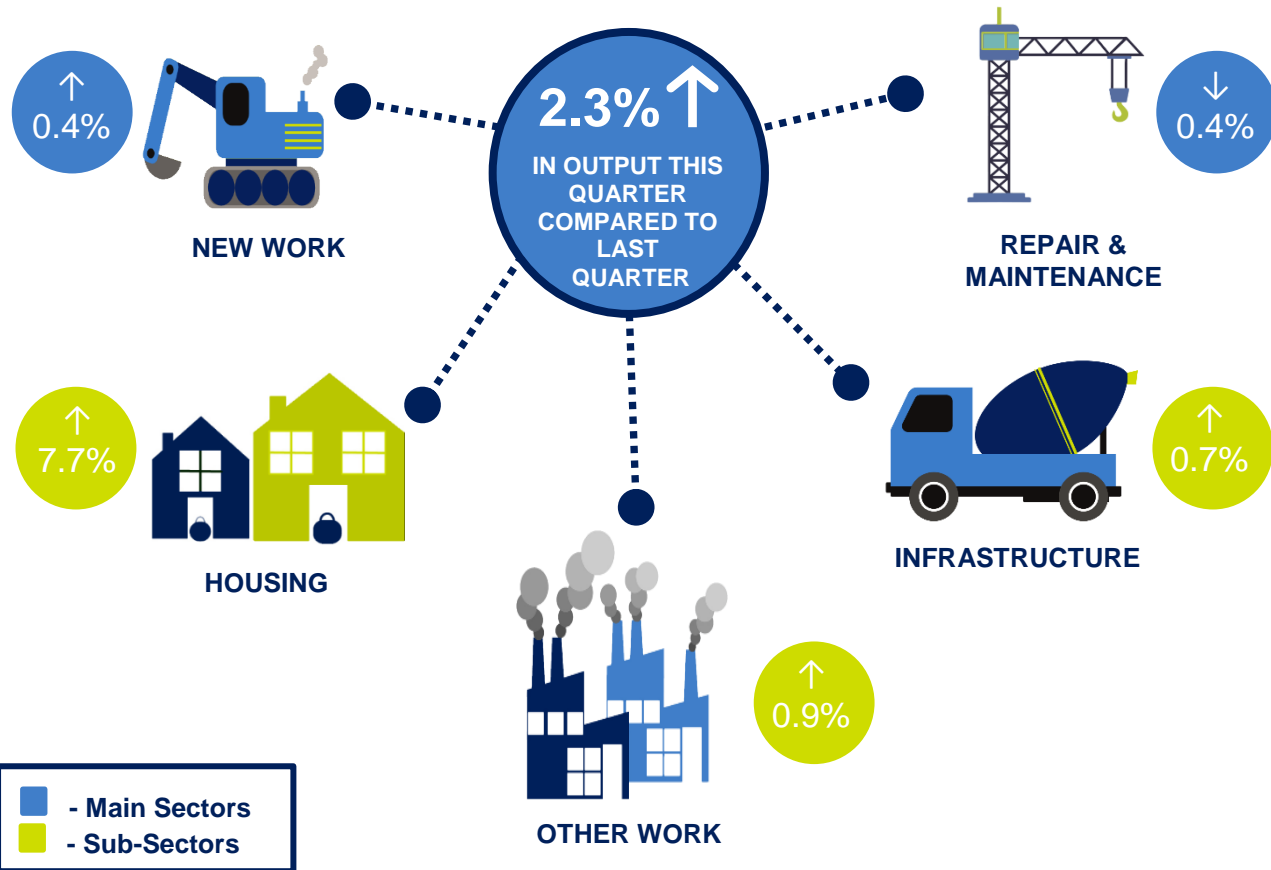 ↑
0.4%
NEW WORK
2.3% ↑
IN OUTPUT THIS
QUARTER
COMPARED TO
LAST
QUARTER
↓
0.4%
REPAIR &
MAINTENANCE
↑
7.7%
HOUSING
↑
0.7%
INFRASTRUCTURE
↑
0.9%
OTHER WORK
- Main Sectors
- Sub-Sectors